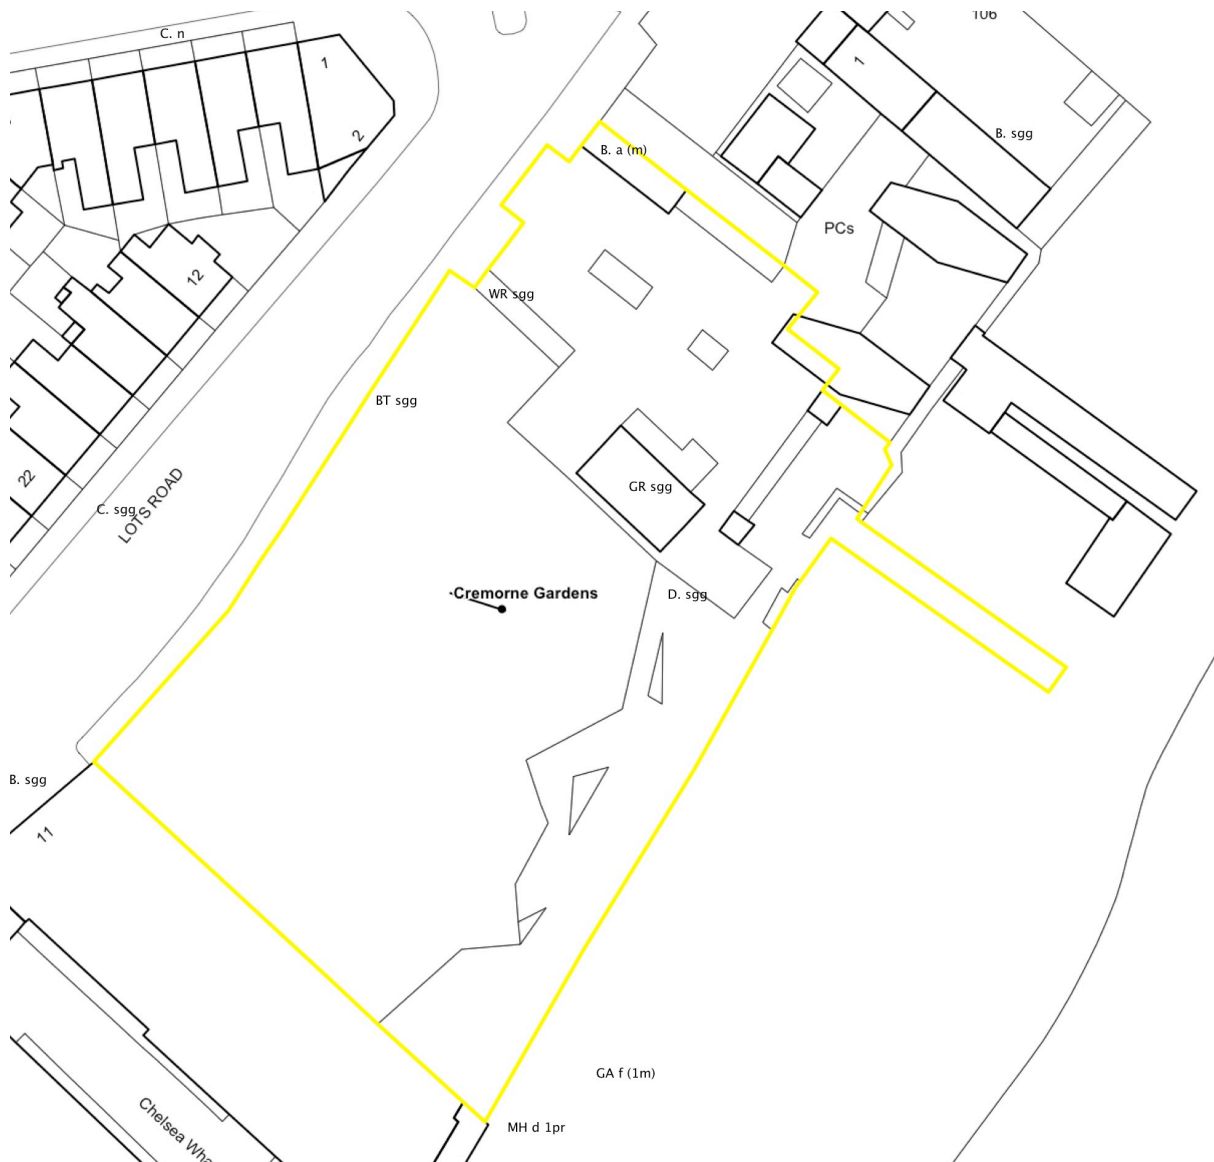 C. n
106
1
1
B. sgg
2
B. a (m)
PCs
12
WR sgg
BT sgg
22
LOTS ROAD
C. sgg
GR sgg
Cremorne Gardens
D. sgg
B. sgg
11
GA f (1m)
MH d 1pr
Chelsea